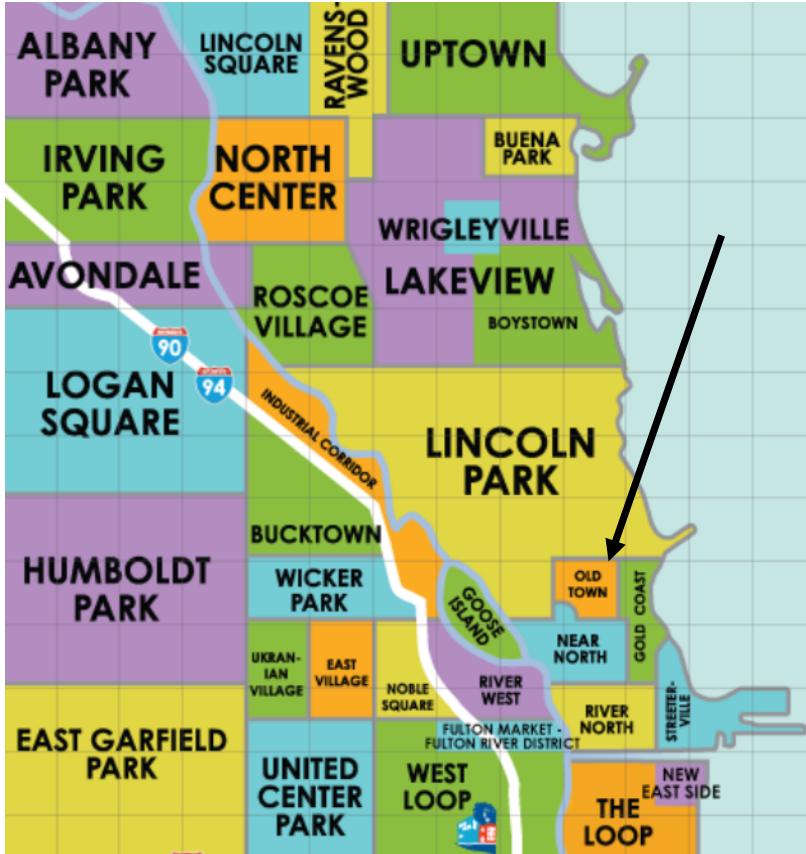 ALBANY
PARK
LINCOLN
SQUARE
RAVENS-
WOOD
UPTOWN
IRVING
PARK
NORTH
CENTER
BUENA
PARK
WRIGLEYVILLE
AVONDALE
ROSCOE
VILLAGE
LAKEVIEW
BOYSTOWN
90
94
LOGAN
SQUARE
INDUSTRIAL CORRIDOR
LINCOLN
PARK
BUCKTOWN
HUMBOLDT
PARK
WICKER
PARK
GOOSE
ISLAND
OLD
TOWN
GOLD COAST
NEAR
NORTH
UKRAN-
IAN
VILLAGE
EAST
VILLAGE
NOBLE
SQUARE
RIVER
WEST
RIVER
NORTH
STREETER-
VILLE
EAST GARFIELD
PARK
UNITED
CENTER
PARK
FULTON MARKET -
FULTON RIVER DISTRICT
WEST
LOOP
THE
LOOP
NEW
EAST SIDE